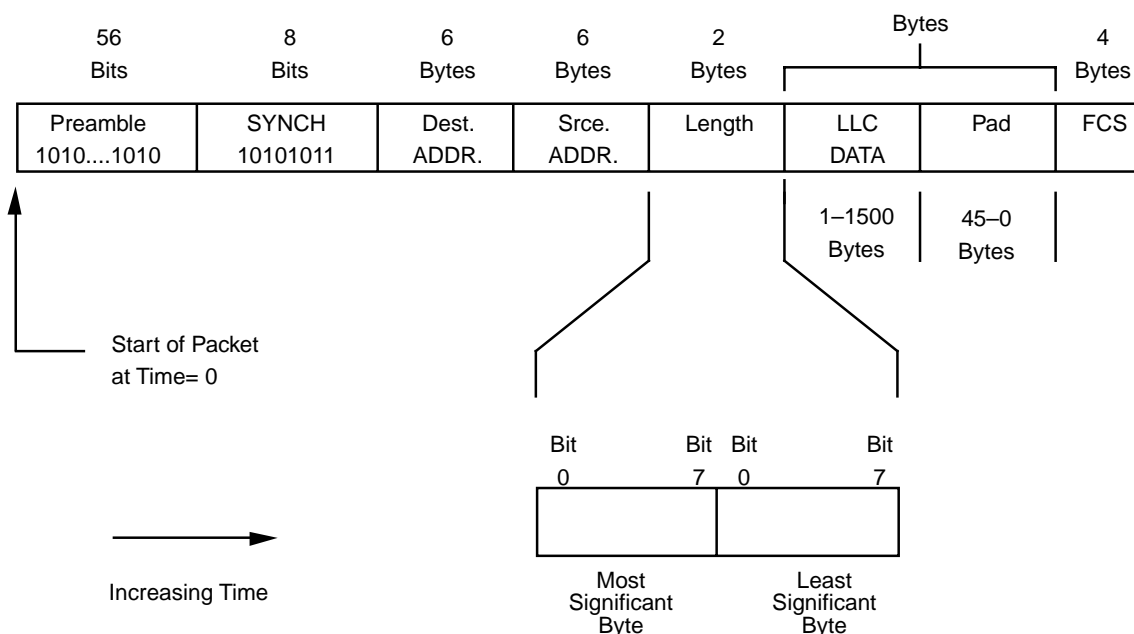 56 8 6 6 2 Bytes 4
Bits Bits Bytes Bytes Bytes Bytes
Preamble SYNCH Dest. Srce. Length LLC Pad FCS
1010....1010 10101011 ADDR. ADDR. DATA
1–1500 45–0
Bytes Bytes
Start of Packet
at Time= 0
Bit Bit Bit Bit
0 7 0 7
Increasing Time
Most Least
Significant Significant
Byte Byte